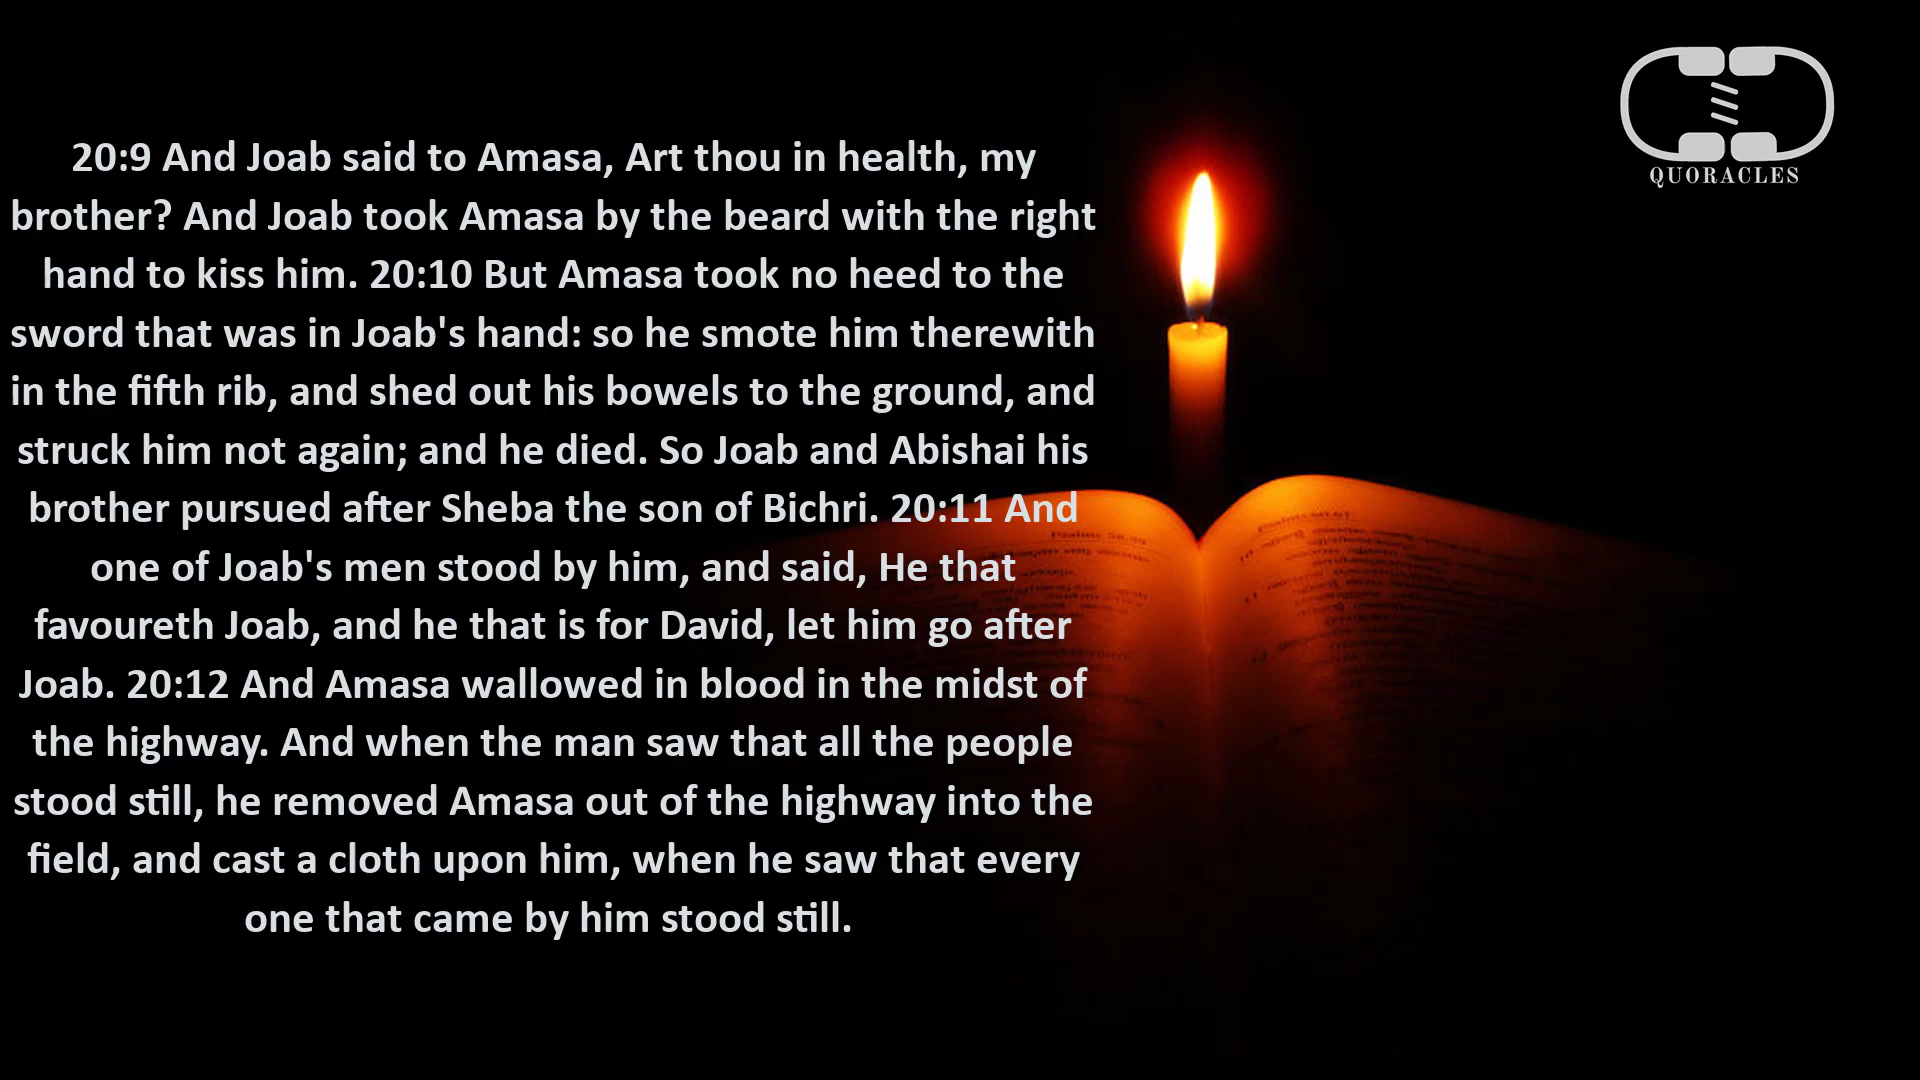 20:9 And Joab said to Amasa, Art thou in health, my
brother? And Joab took Amasa by the beard with the right
hand to kiss him. 20:10 But Amasa took no heed to the
sword that was in Joab's hand: so he smote him therewith
in the fifth rib, and shed out his bowels to the ground, and
struck him not again; and he died. So Joab and Abishai his
brother pursued after Sheba the son of Bichri. 20:11 And
one of Joab's men stood by him, and said, He that
favoureth Joab, and he that is for David, let him go after
Joab. 20:12 And Amasa wallowed in blood in the midst of
the highway. And when the man saw that all the people
stood still, he removed Amasa out of the highway into the
field, and cast a cloth upon him, when he saw that every
one that came by him stood still.
QUORACLES